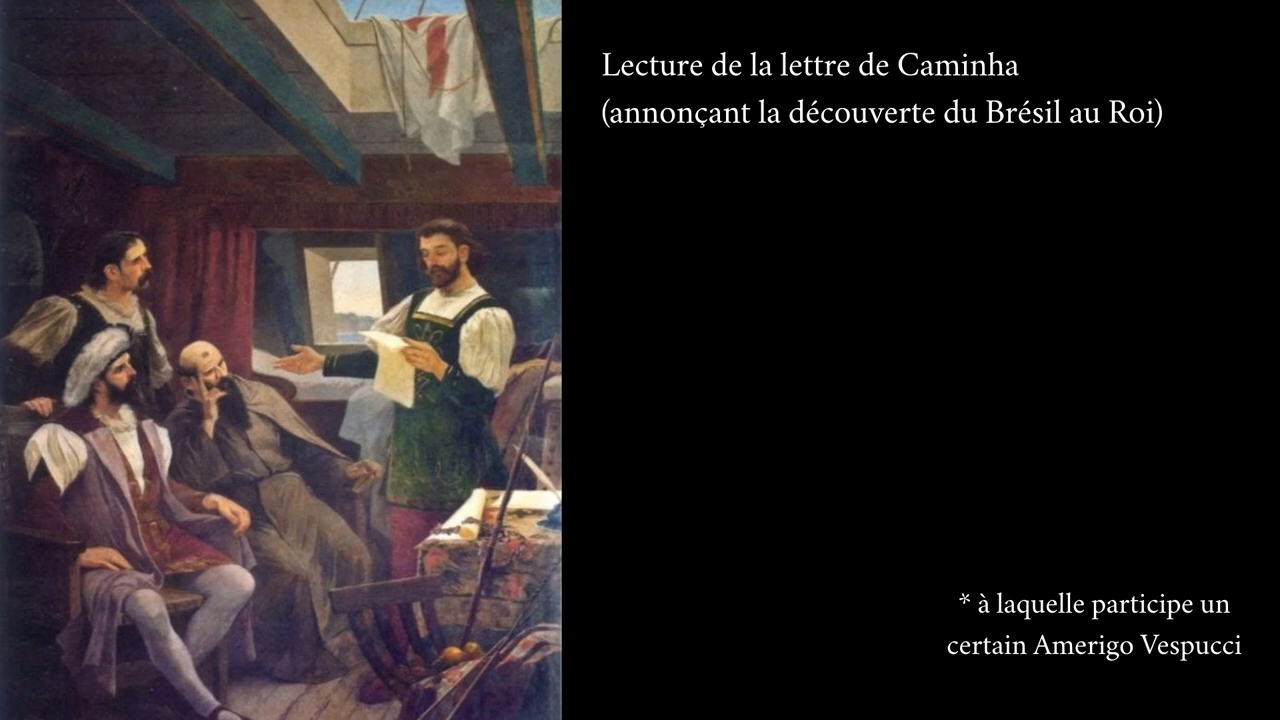 Lecture de la lettre de Caminha
(annonçant la découverte du Brésil au Roi)
* à laquelle participe un
certain Amerigo Vespucci